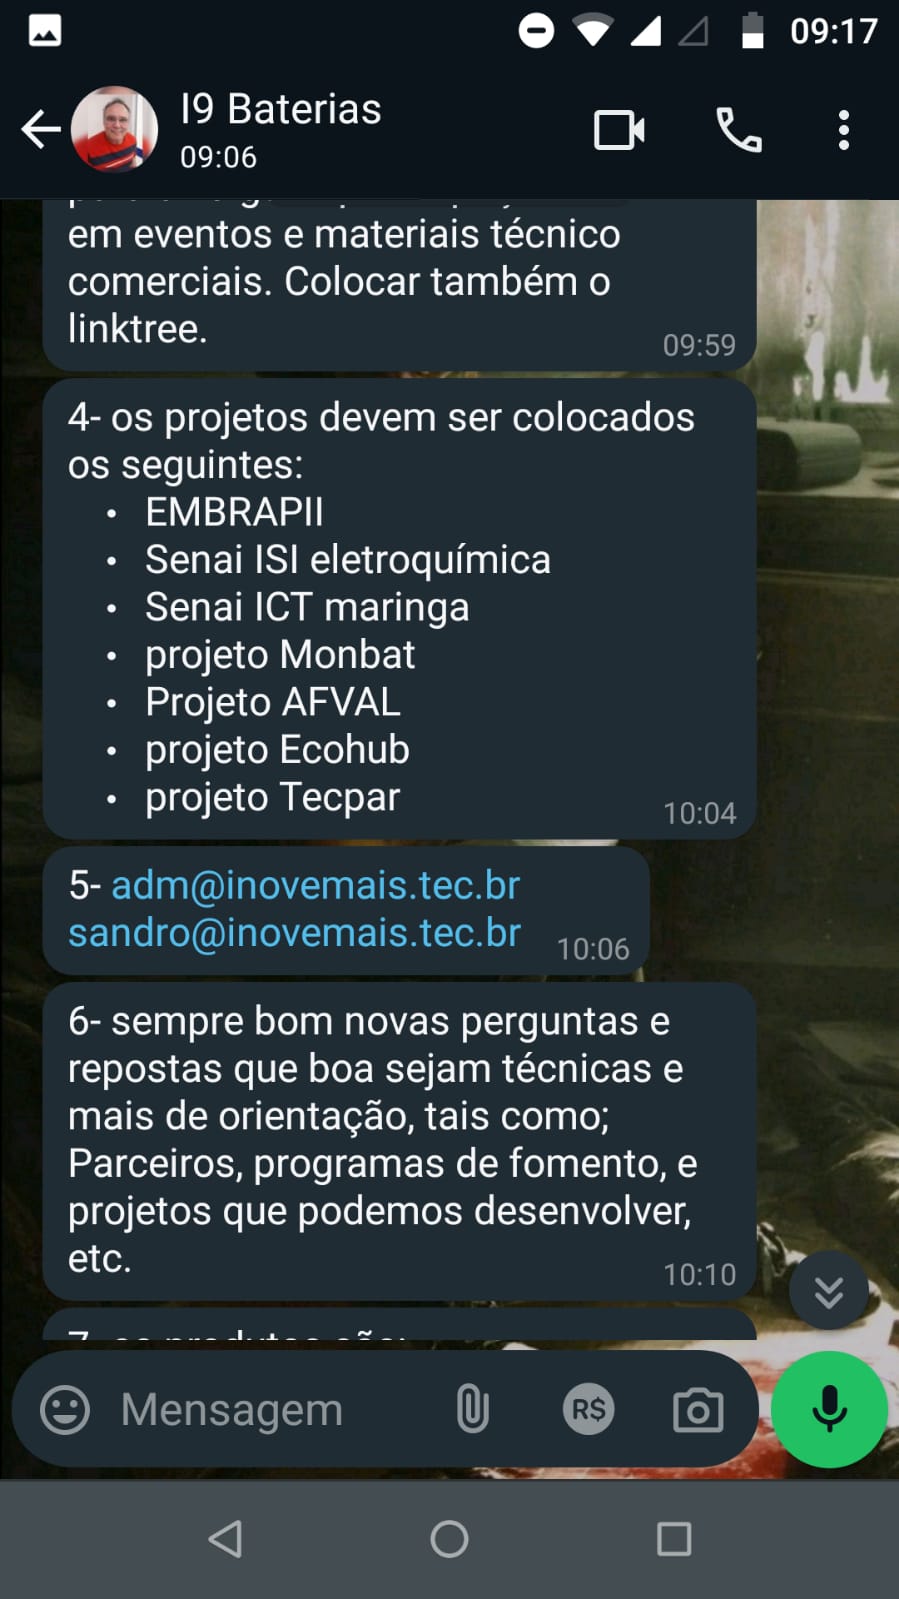 09:17
I9 Baterias
09:06
em eventos e materiais técnico
comerciais. Colocar também o
linktree.
09:59
4- os projetos devem ser colocados
os seguintes:
• EMBRAPII
• Senai ISI eletroquímica
• Senai ICT maringa
• projeto Monbat
• Projeto AFVAL
• projeto Ecohub
• projeto Tecpar
10:04
5- adm@inovemais.tec.br
sandro@inovemais.tec.br
10:06
6- sempre bom novas perguntas e
repostas que boa sejam técnicas e
mais de orientação, tais como;
Parceiros, programas de fomento, e
projetos que podemos desenvolver,
etc.
10:10
7- os produtos são:
Mensagem
R$